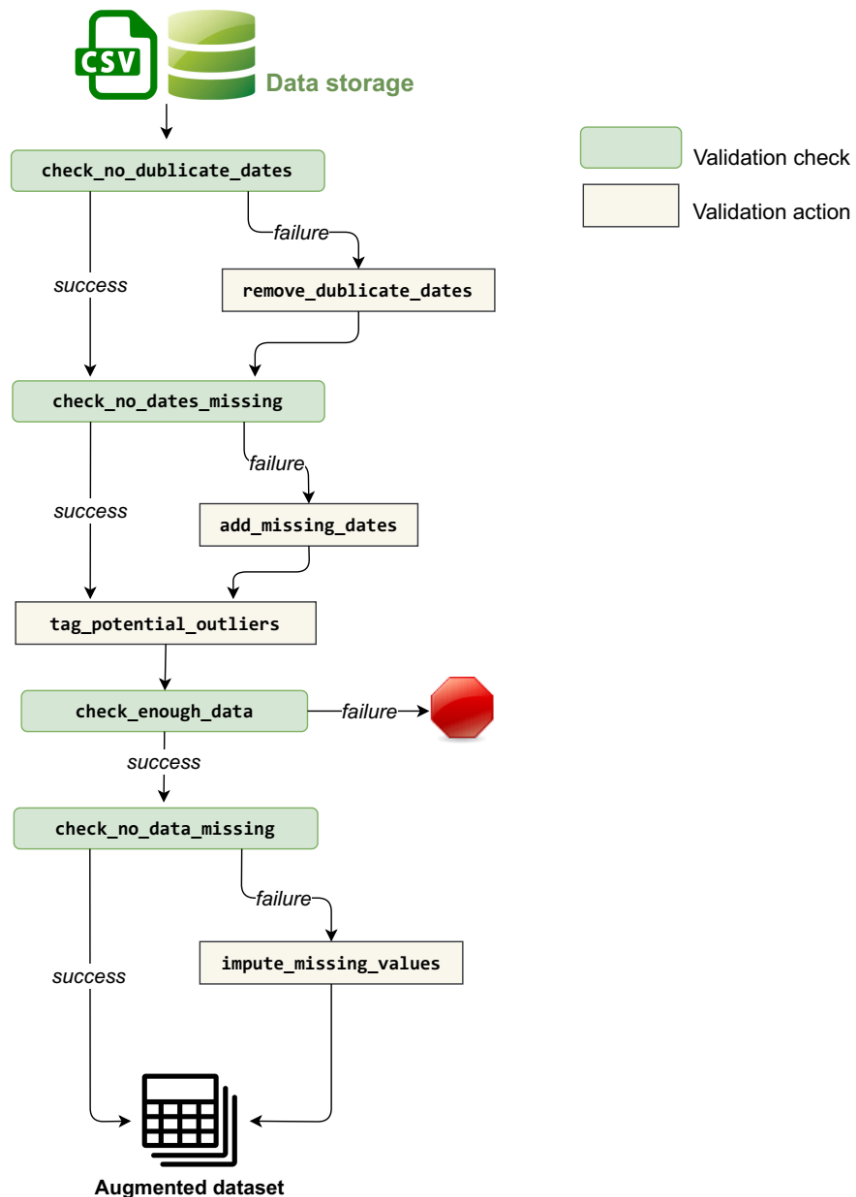 CSV
Data storage
check_no_dublicate_dates
Validation check
Validation action
failure
success
remove_dublicate_dates
check_no_dates_missing
failure
success
add_missing_dates
tag_potential_outliers
check_enough_data
failure
success
check_no_data_missing
failure
impute_missing_values
success
Augmented dataset